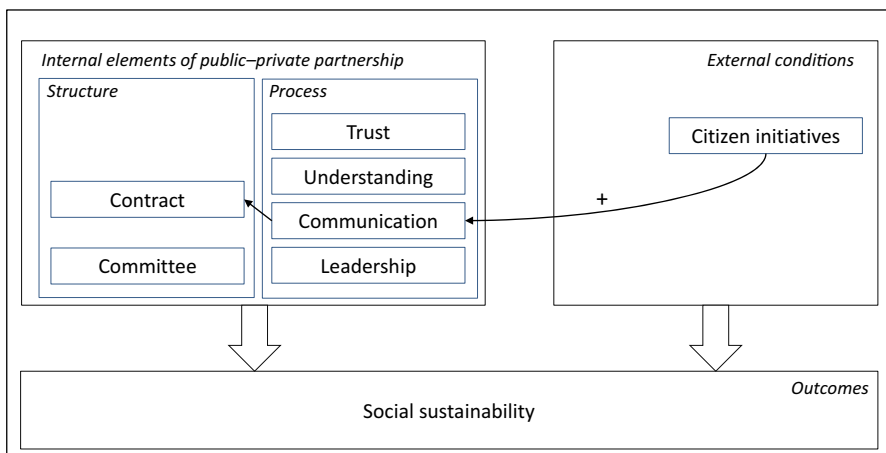 Internal elements of public–private partnership
External conditions
Structure
Process
Trust
Citizen initiatives
Understanding
+
Contract
Communication
Committee
Leadership
Outcomes
Social sustainability